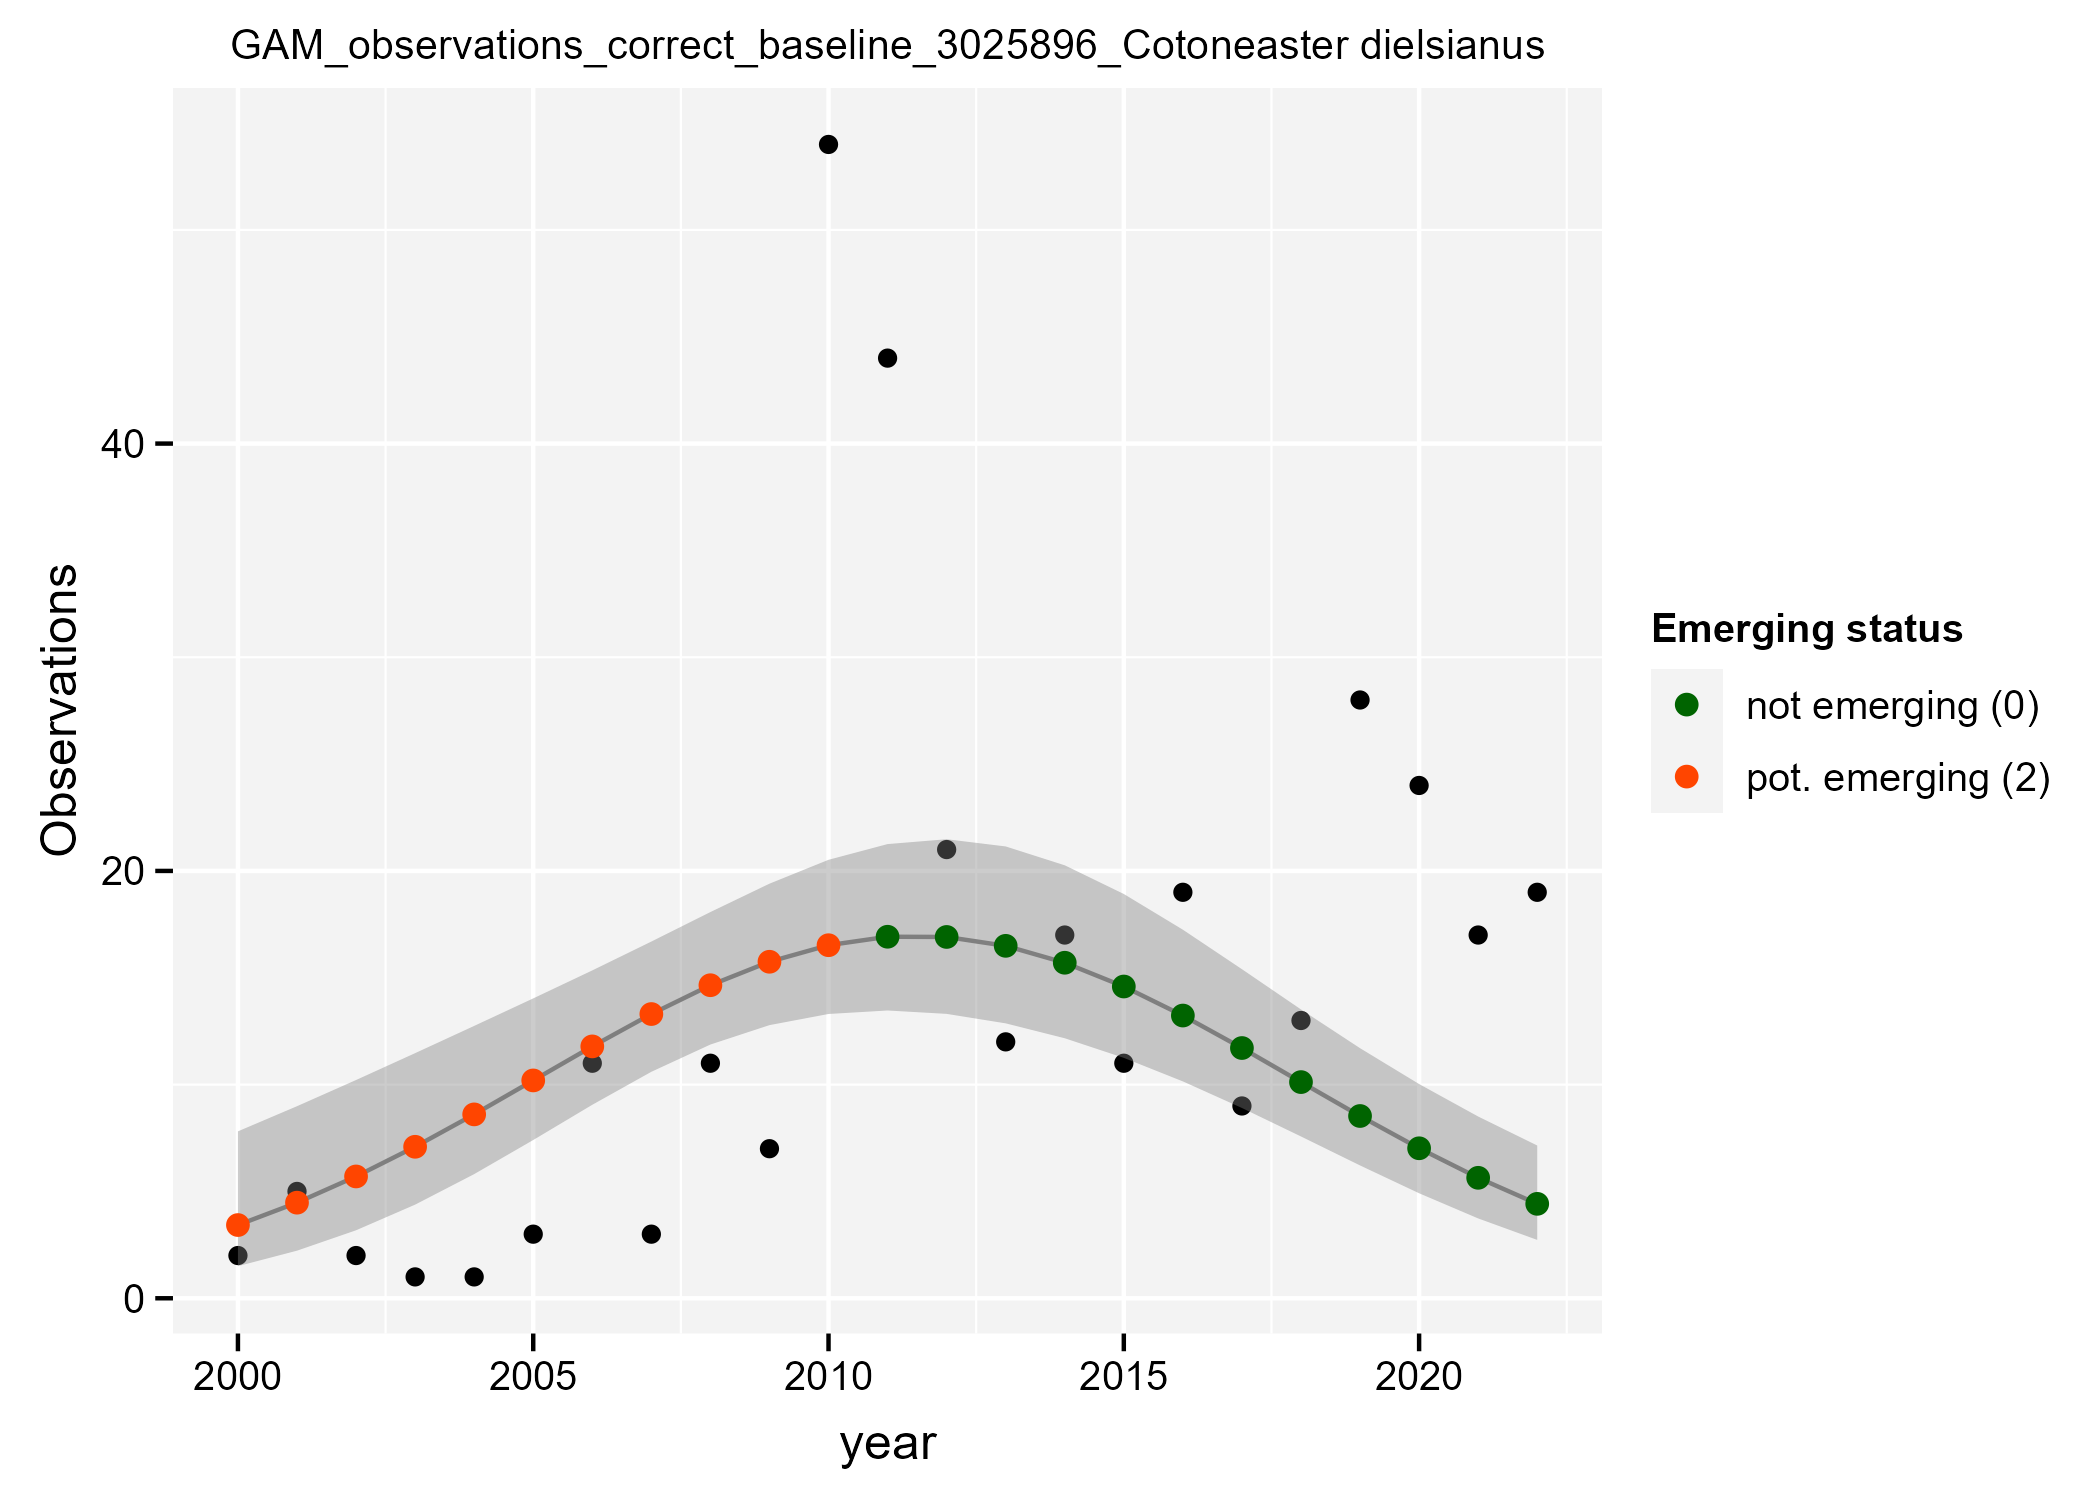 GAM_observations_correct_baseline_3025896_Cotoneaster dielsianus
Observations
40
20
0
2000
2005
2010
2015
2020
year
Emerging status
not emerging (0)
pot. emerging (2)